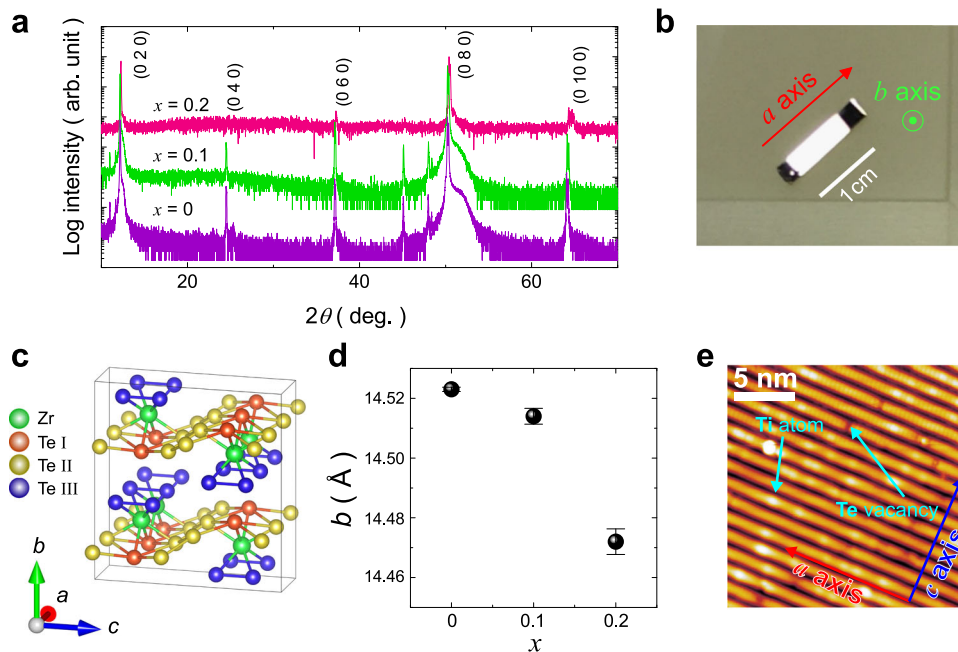 a
Log intensity ( arb. unit )
(0 2 0)
(0 4 0)
(0 6 0)
(0 8 0)
(0 10 0)
x = 0.2
x = 0.1
x = 0
20
40
60
2θ ( deg. )
b
a axis
b axis
1cm
c
Zr
Te I
Te II
Te III
b
a
c
d
14.52
14.50
14.48
14.46
b ( Å )
0
0.1
0.2
x
e
5 nm
Ti atom
Te vacancy
a axis
c axis